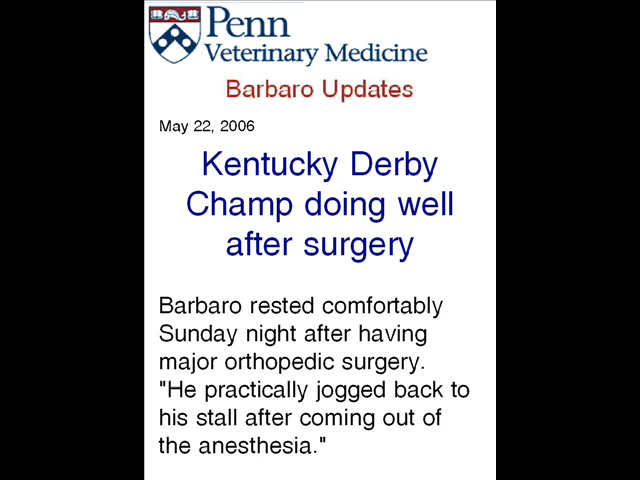 Penn
Veterinary Medicine
Barbaro Updates
May 22, 2006
Kentucky Derby
Champ doing well
after surgery
Barbaro rested comfortably
Sunday night after having
major orthopedic surgery.
"He practically jogged back to
his stall after coming out of
the anesthesia."